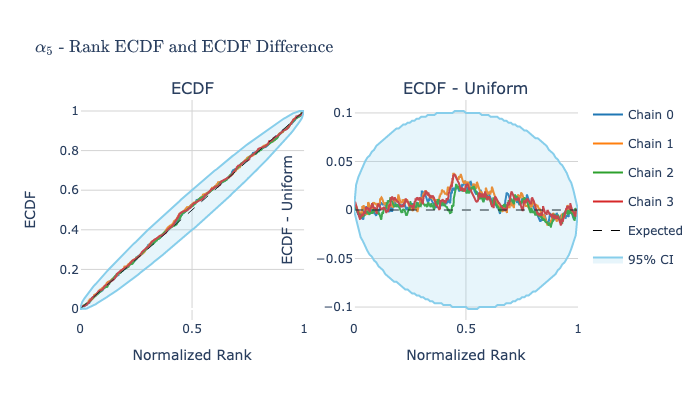 α₅ - Rank ECDF and ECDF Difference
ECDF
ECDF - Uniform
ECDF
1
0.8
0.6
0.4
0.2
0
0
0.5
1
Normalized Rank
ECDF - Uniform
0.1
0.05
0
−0.05
−0.1
0
0.5
1
Normalized Rank
Chain 0
Chain 1
Chain 2
Chain 3
Expected
95% CI